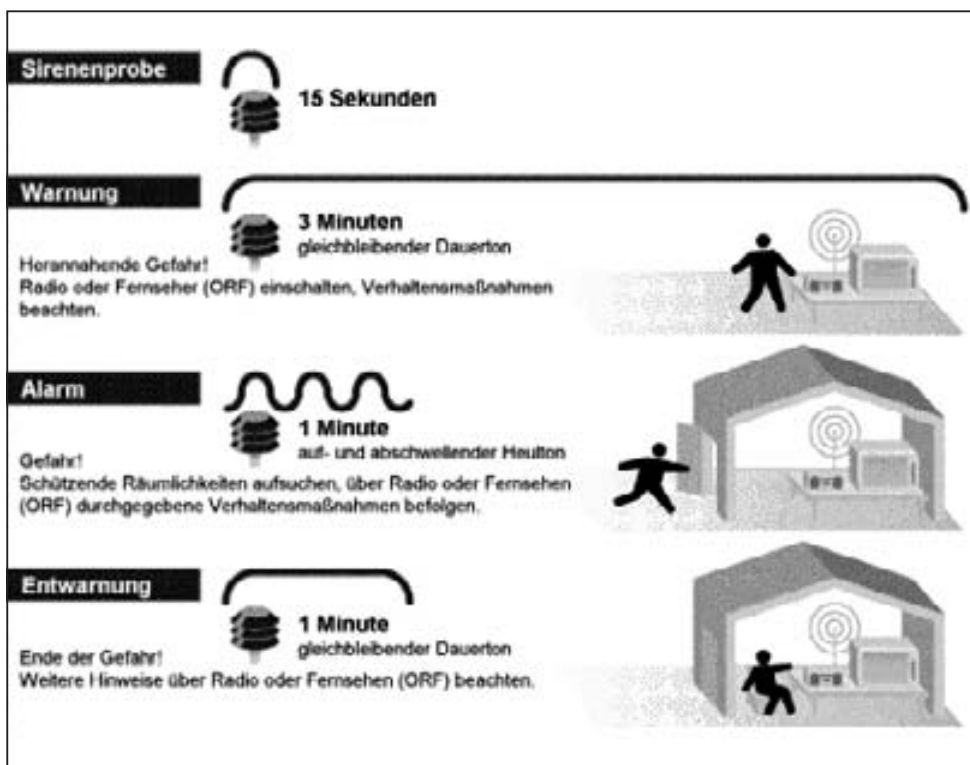 Sirenenprobe
15 Sekunden
Warnung
3 Minuten
gleichbleibender Dauerton
Herannahende Gefahr!
Radio oder Fernseher (ORF) einschalten, Verhaltensmaßnahmen
beachten.
Alarm
1 Minute
auf- und abschwellender Heulton
Gefahr!
Schützende Räumlichkeiten aufsuchen, über Radio oder Fernsehen
(ORF) durchgegebene Verhaltensmaßnahmen befolgen.
Entwarnung
1 Minute
gleichbleibender Dauerton
Ende der Gefahr!
Weitere Hinweise über Radio oder Fernsehen (ORF) beachten.